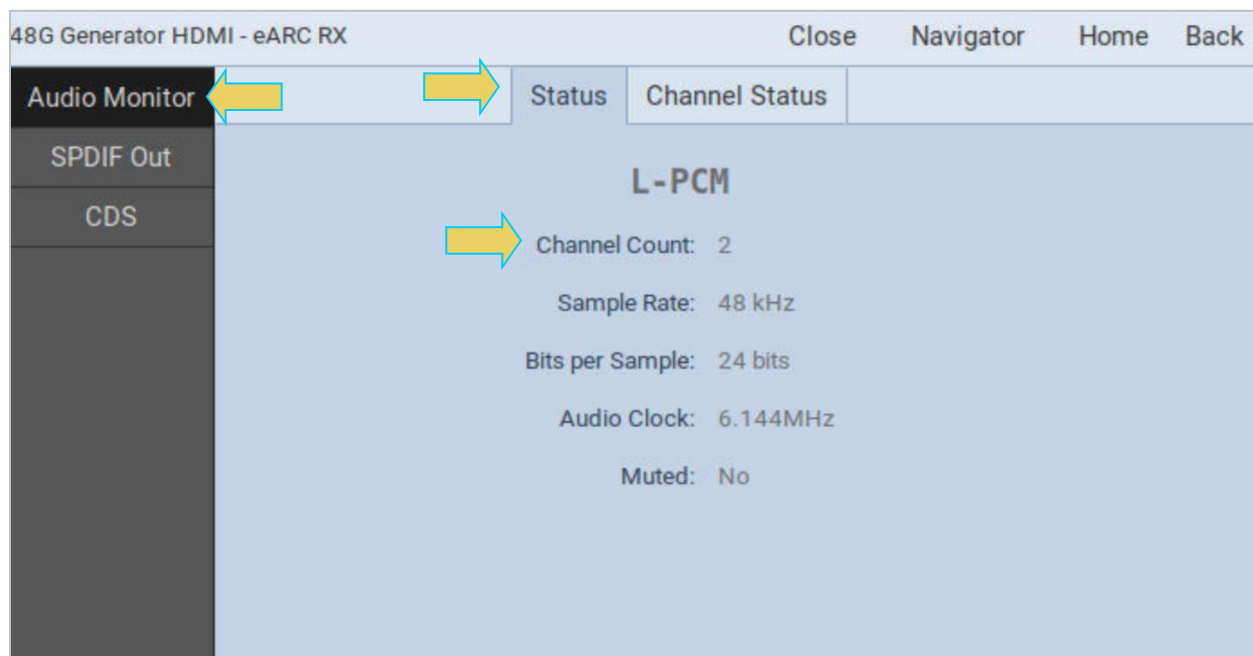 48G Generator HDMI - eARC RX Close Navigator Home Back
Audio Monitor
SPDIF Out
CDS
Status Channel Status
L-PCM
Channel Count: 2
Sample Rate: 48 kHz
Bits per Sample: 24 bits
Audio Clock: 6.144MHz
Muted: No